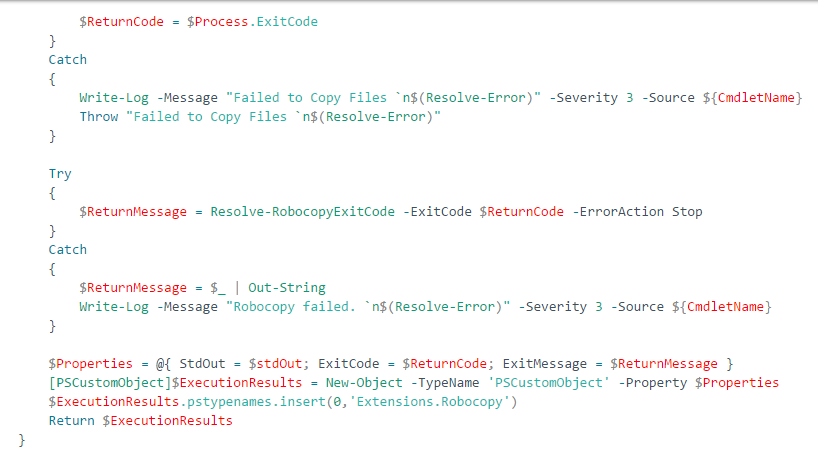 $ReturnCode = $Process.ExitCode
}
Catch
{
Write-Log -Message "Failed to Copy Files `n$(Resolve-Error)" -Severity 3 -Source ${CmdletName}
Throw "Failed to Copy Files `n$(Resolve-Error)"
}
Try
{
$ReturnMessage = Resolve-RobocopyExitCode -ExitCode $ReturnCode -ErrorAction Stop
}
Catch
{
$ReturnMessage = $_ | Out-String
Write-Log -Message "Robocopy failed. `n$(Resolve-Error)" -Severity 3 -Source ${CmdletName}
}
$Properties = @{ StdOut = $stdOut; ExitCode = $ReturnCode; ExitMessage = $ReturnMessage }
[PSCustomObject]$ExecutionResults = New-Object -TypeName 'PSCustomObject' -Property $Properties
$ExecutionResults.pstypenames.insert(0,'Extensions.Robocopy')
Return $ExecutionResults
}